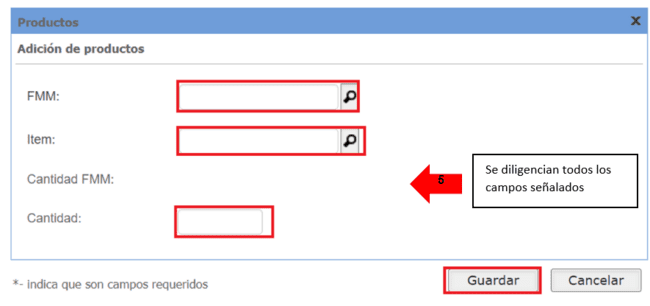 Productos x
Adición de productos
FMM:
Item:
Cantidad FMM:
5
Se diligencian todos los
campos señalados
Cantidad:
Guardar Cancelar
*- indica que son campos requeridos